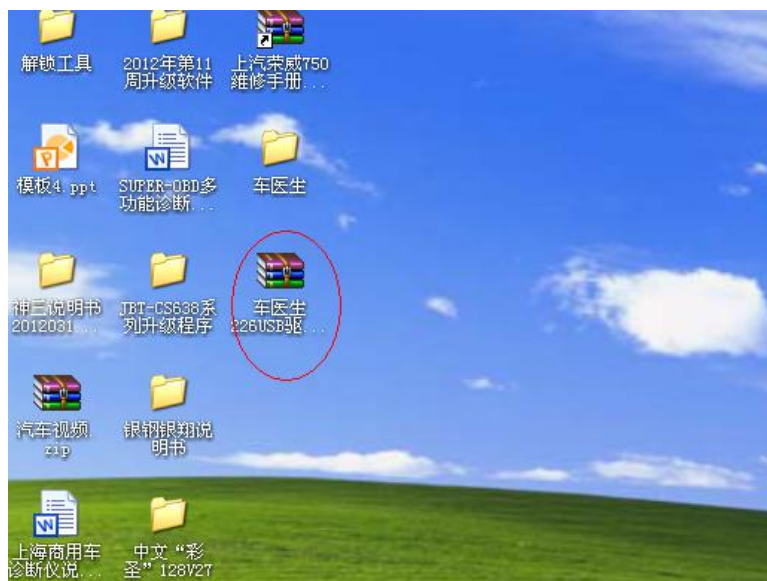 解锁工具
2012年第11
周升级软件
上汽荣威750
维修手册...
模板4.ppt
SUPER-OBD多
功能诊断...
车医生
神三说明书
2012031...
JBT-CS638系
列升级程序
车医生
226USB驱...
汽车视频.
zip
银钢银翔说
明书
上海商用车
诊断仪说...
中文“彩
圣”128V27